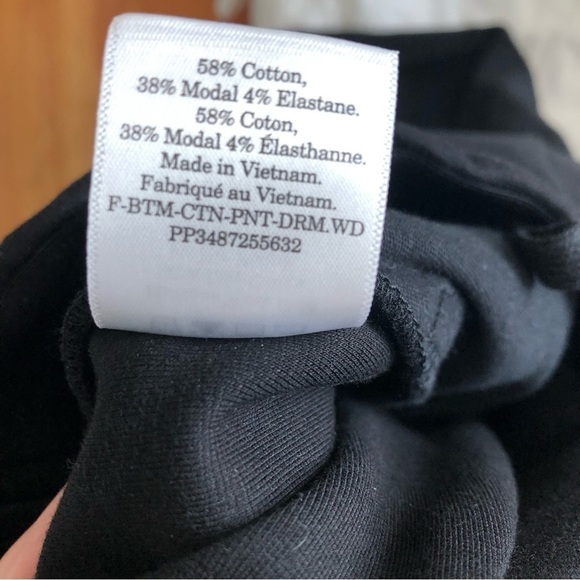 58% Cotton,
38% Modal 4% Elastane.
58% Coton,
38% Modal 4% Élasthanne.
Made in Vietnam.
Fabriqué au Vietnam.
F-BTM-CTN-PNT-DRM.WD
PP3487255632